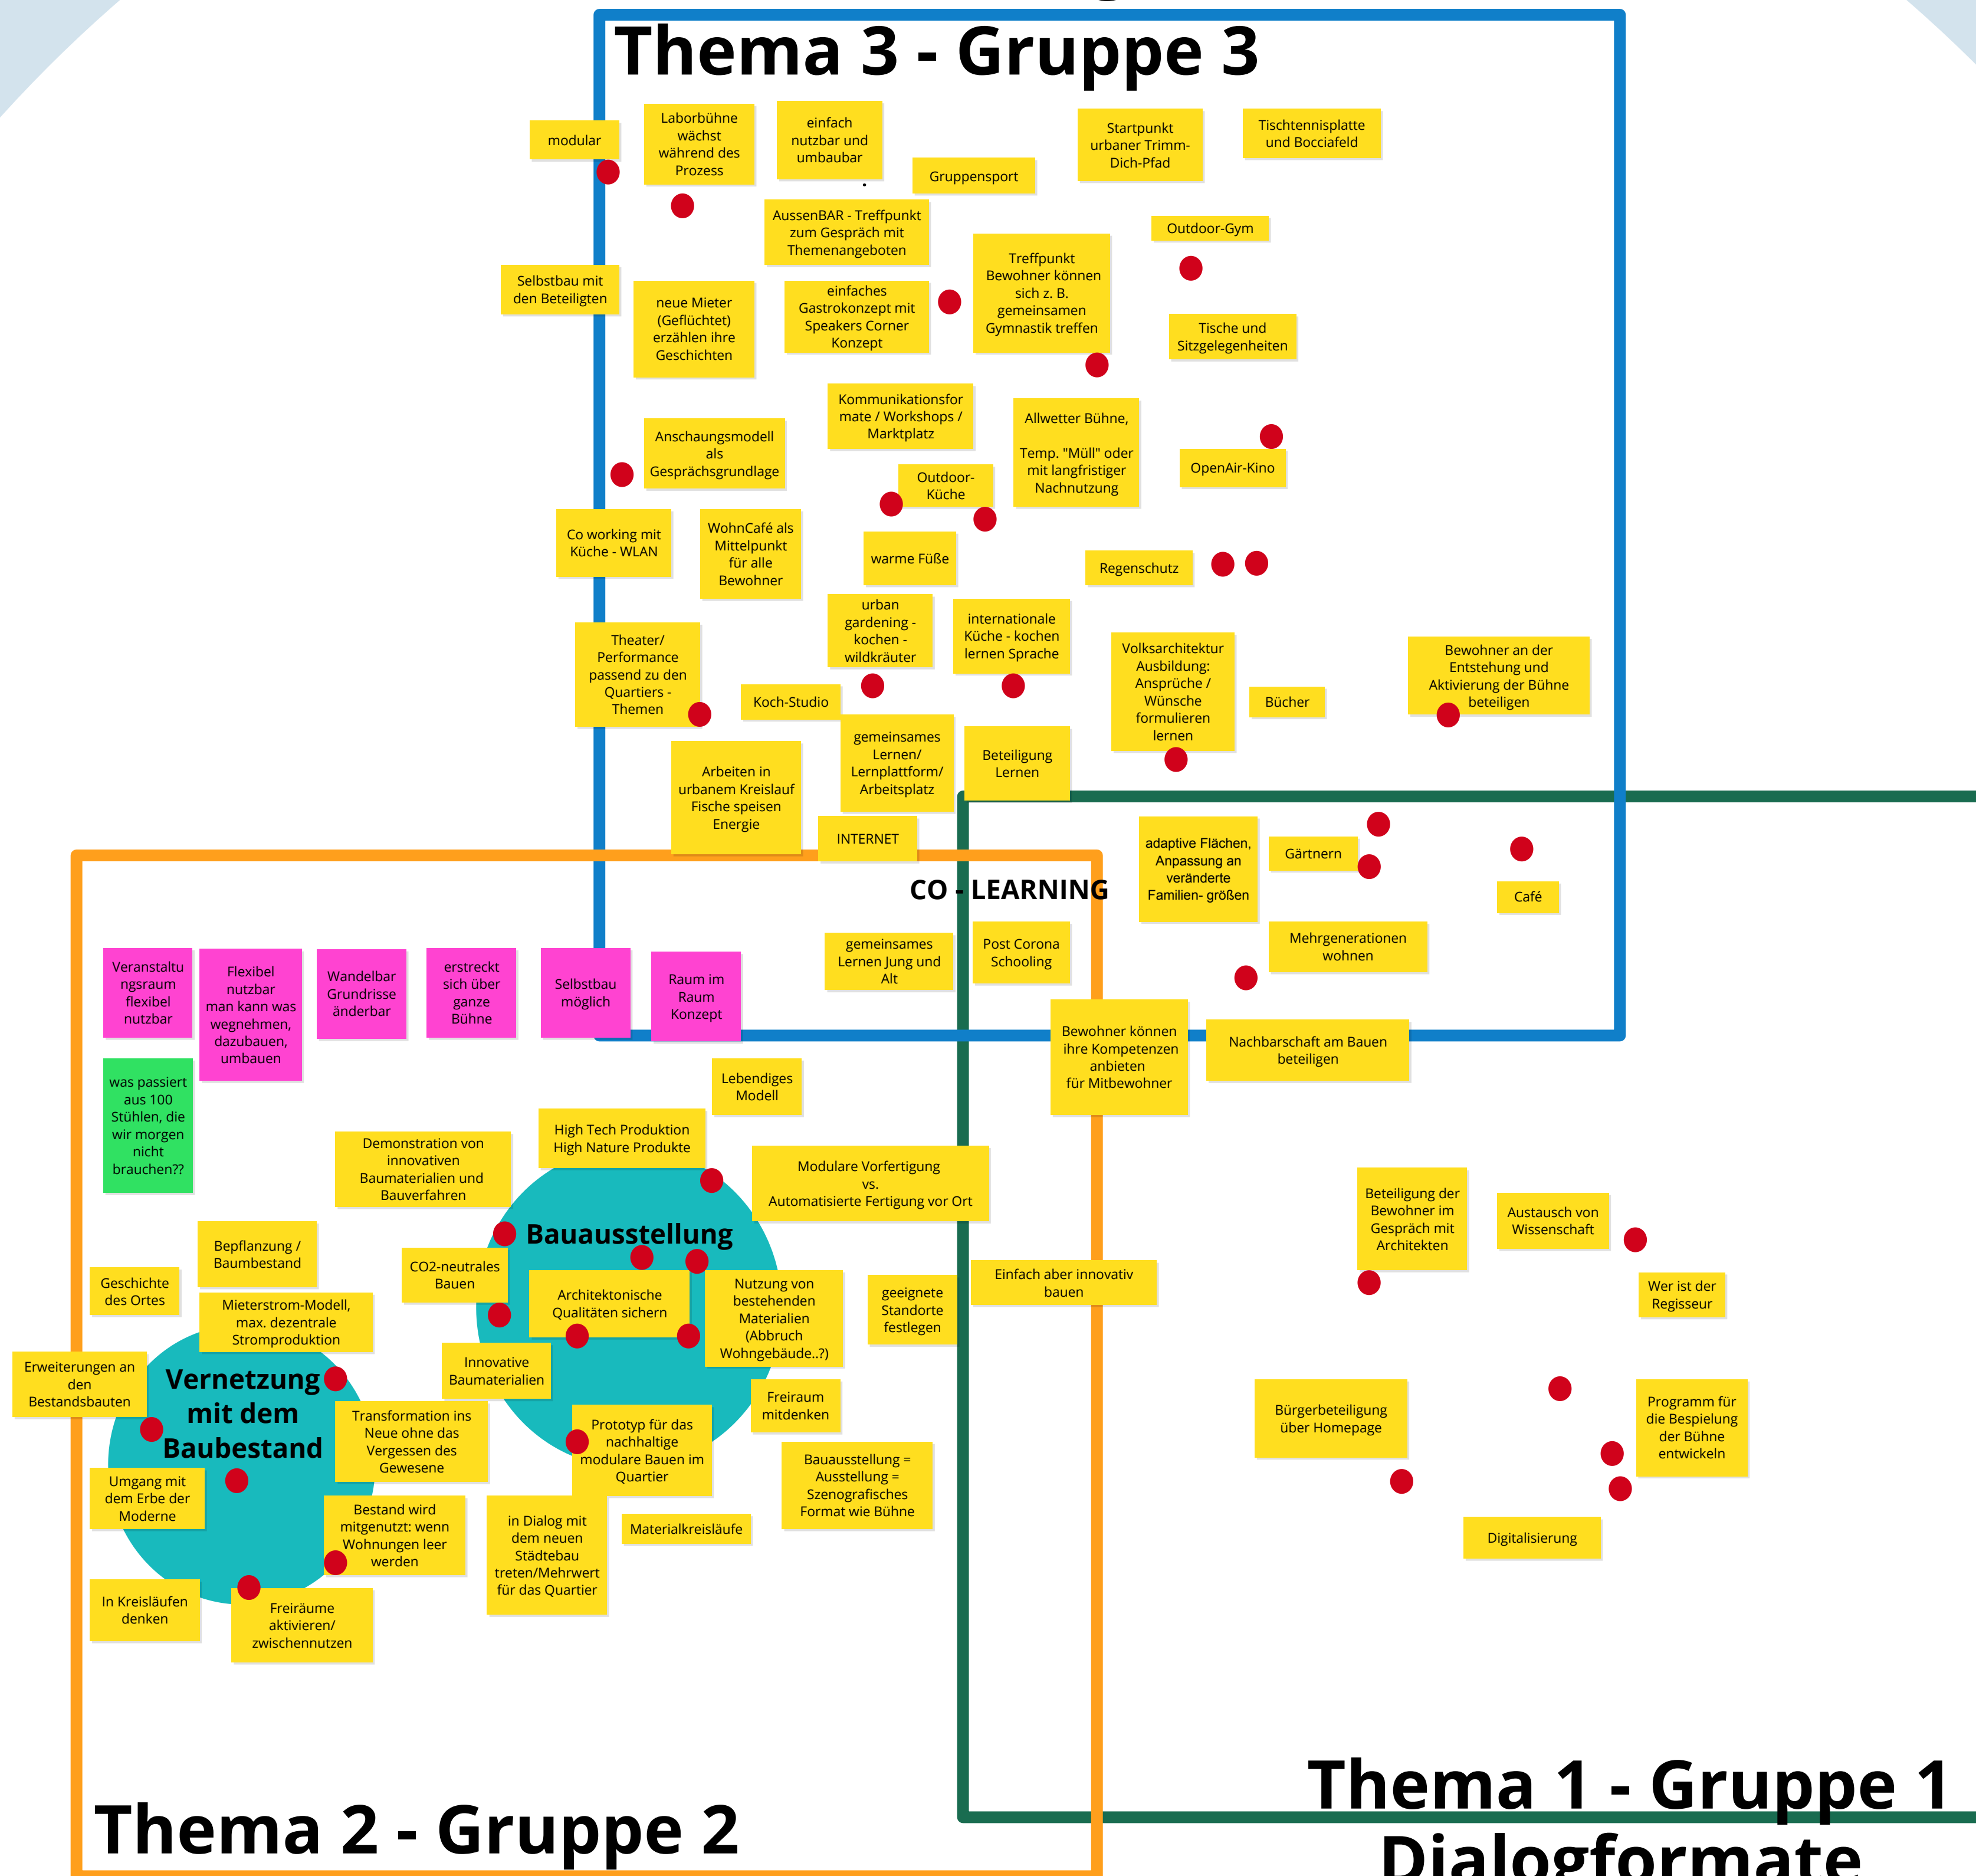 Thema 3 - Gruppe 3
modular
Laborbühne
wächst
während des
Prozess
einfach
nutzbar und
umbaubar
.
Gruppensport
Startpunkt
urbaner Trimm-
Dich-Pfad
Tischtennisplatte
und Bocciafeld
AussenBAR - Treffpunkt
zum Gespräch mit
Themenangeboten
Outdoor-Gym
Selbstbau mit
den Beteiligten
neue Mieter
(Geflüchtet)
erzählen ihre
Geschichten
einfaches
Gastrokonzept mit
Speakers Corner
Konzept
Treffpunkt
Bewohner können
sich z. B.
gemeinsamen
Gymnastik treffen
Tische und
Sitzgelegenheiten
Kommunikationsfor
mate / Workshops /
Marktplatz
Allwetter Bühne,
Temp. "Müll" oder
mit langfristiger
Nachnutzung
Anschaungsmodell
als
Gesprächsgrundlage
OpenAir-Kino
Outdoor-
Küche
Co working mit
Küche - WLAN
WohnCafé als
Mittelpunkt
für alle
Bewohner
warme Füße
Regenschutz
urban
gardening -
kochen -
wildkräuter
internationale
Küche - kochen
lernen Sprache
Theater/
Performance
passend zu den
Quartiers -
Themen
Volksarchitektur
Ausbildung:
Ansprüche /
Wünsche
formulieren
lernen
Bücher
Bewohner an der
Entstehung und
Aktivierung der Bühne
beteiligen
Koch-Studio
gemeinsames
Lernen/
Lernplattform/
Arbeitsplatz
Beteiligung
Lernen
Arbeiten in
urbanem Kreislauf
Fische speisen
Energie
INTERNET
adaptive Flächen,
Anpassung an
veränderte
Familien- größen
Gärtnern
Café
CO - LEARNING
gemeinsames
Lernen Jung und
Alt
Post Corona
Schooling
Mehrgenerationen
wohnen
Veranstaltu
ngsraum
flexibel
nutzbar
Flexibel
nutzbar
man kann was
wegnehmen,
dazubauen,
umbauen
Wandelbar
Grundrisse
änderbar
erstreckt
sich über
ganze
Bühne
Selbstbau
möglich
Raum im
Raum
Konzept
Bewohner können
ihre Kompetenzen
anbieten
für Mitbewohner
Nachbarschaft am Bauen
beteiligen
was passiert
aus 100
Stühlen, die
wir morgen
nicht
brauchen??
Lebendiges
Modell
High Tech Produktion
High Nature Produkte
Demonstration von
innovativen
Baumaterialien und
Bauverfahren
Modulare Vorfertigung
vs.
Automatisierte Fertigung vor Ort
Bauausstellung
Beteiligung der
Bewohner im
Gespräch mit
Architekten
Austausch von
Wissenschaft
Bepflanzung /
Baumbestand
Geschichte
des Ortes
CO2-neutrales
Bauen
Architektonische
Qualitäten sichern
Nutzung von
bestehenden
Materialien
(Abbruch
Wohngebäude..?)
geeignete
Standorte
festlegen
Einfach aber innovativ
bauen
Wer ist der
Regisseur
Mieterstrom-Modell,
max. dezentrale
Stromproduktion
Erweiterungen an
den
Bestandsbauten
Vernetzung
mit dem
Baubestand
Innovative
Baumaterialien
Freiraum
mitdenken
Transformation ins
Neue ohne das
Vergessen des
Gewesene
Prototyp für das
nachhaltige
modulare Bauen im
Quartier
Bürgerbeteiligung
über Homepage
Programm für
die Bespielung
der Bühne
entwickeln
Bauausstellung =
Ausstellung =
Szenografisches
Format wie Bühne
Umgang mit
dem Erbe der
Moderne
Bestand wird
mitgenutzt: wenn
Wohnungen leer
werden
in Dialog mit
dem neuen
Städtebau
treten/Mehrwert
für das Quartier
Materialkreisläufe
Digitalisierung
In Kreisläufen
denken
Freiräume
aktivieren/
zwischennutzen
Thema 2 - Gruppe 2
Thema 1 - Gruppe 1
Dialogformate